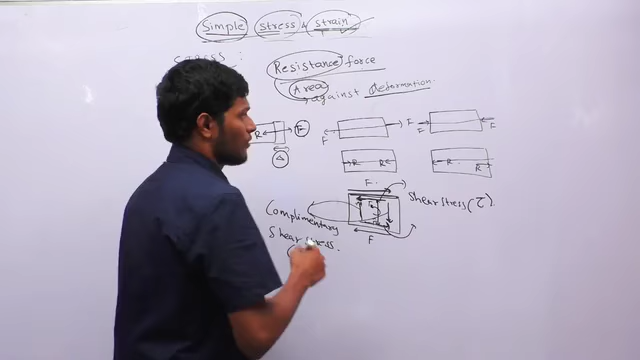 Simple stress & strain
STRESS :
Resistance force
Area
against deformation.
R F
Δ
F F
F F
R R
R R
F.
Shear stress (τ)
F
Complimentary
Shear stress.